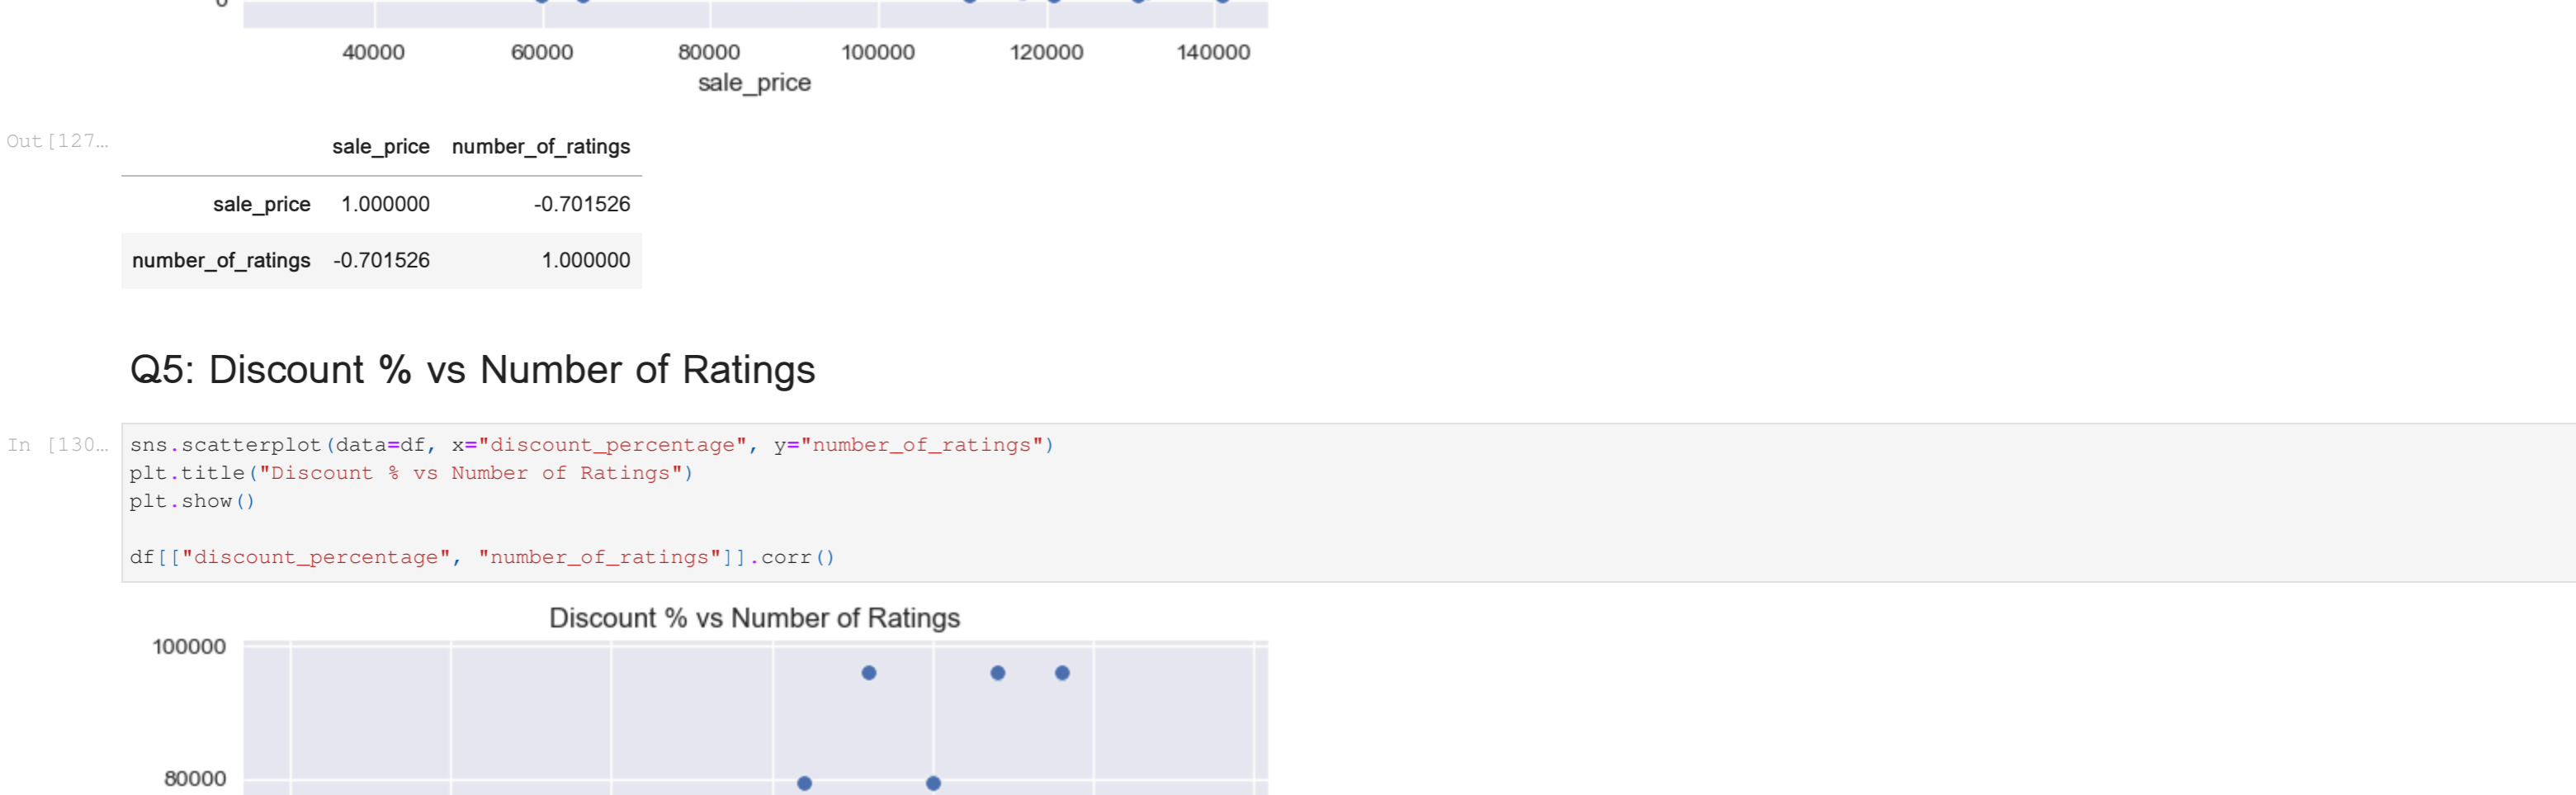 0
40000 60000 80000 100000 120000 140000
sale_price
Out[127…
sale_price number_of_ratings
sale_price 1.000000 -0.701526
number_of_ratings -0.701526 1.000000
Q5: Discount % vs Number of Ratings
In [130…
sns.scatterplot(data=df, x="discount_percentage", y="number_of_ratings")
plt.title("Discount % vs Number of Ratings")
plt.show()
df[["discount_percentage", "number_of_ratings"]].corr()
Discount % vs Number of Ratings
100000
80000